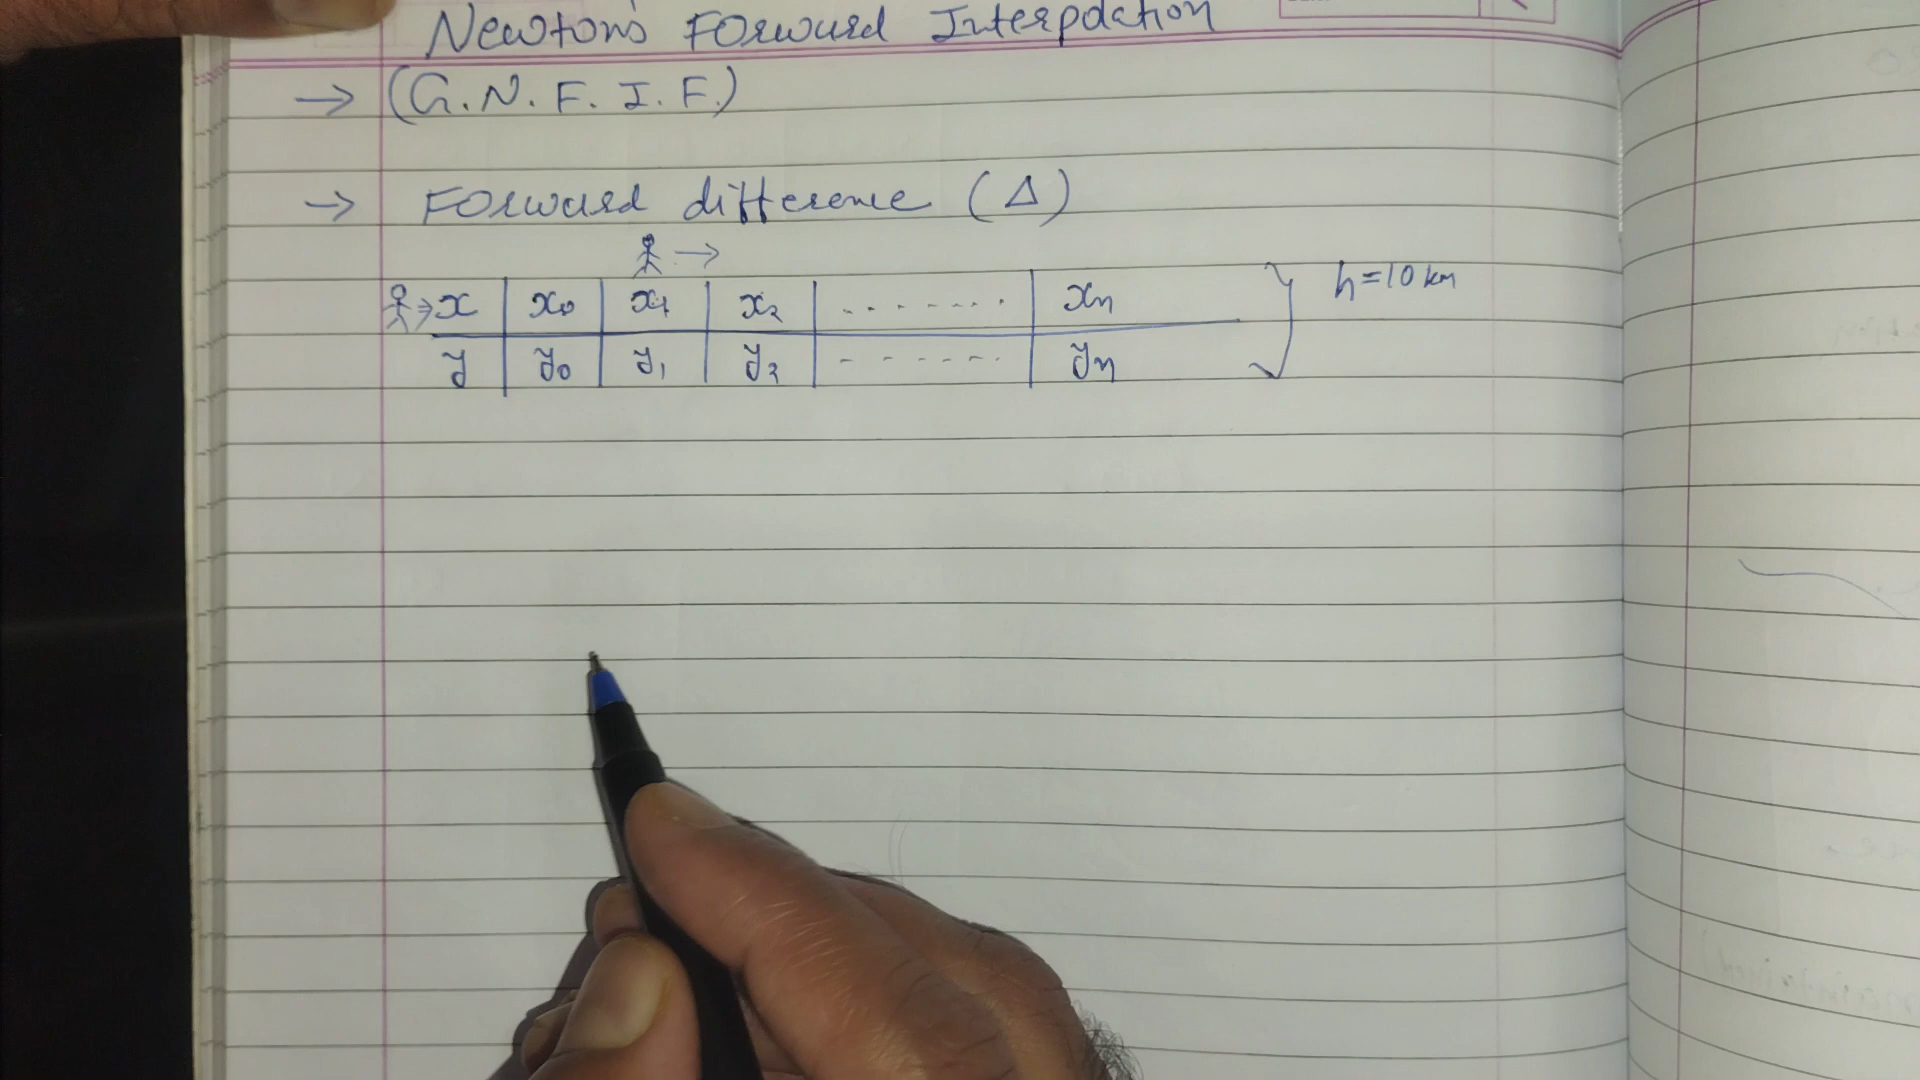 Newton's Forward Interpolation
→ (G.N.F.I.F.)
→ Forward difference (Δ)
→
⇒ x | x₀ | x₁ | x₂ | ....... | xₙ
h=10 km
y | y₀ | y₁ | y₂ | ------- | yₙ